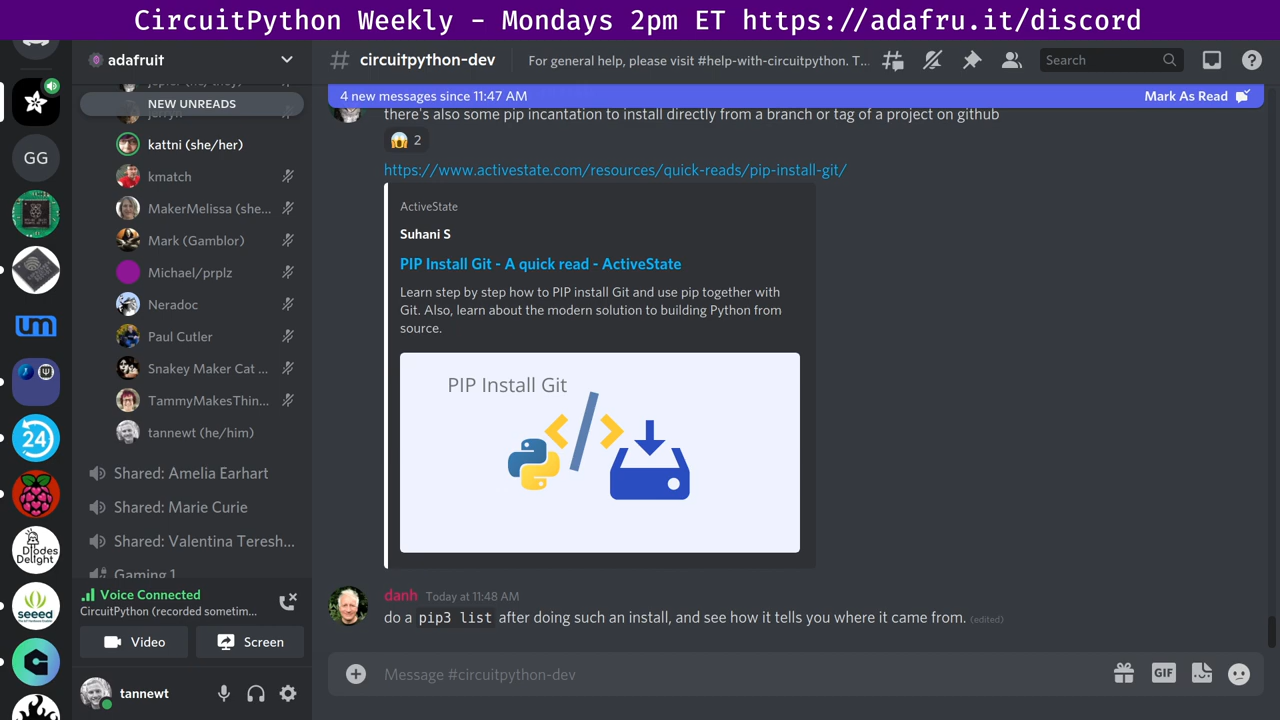 CircuitPython Weekly - Mondays 2pm ET https://adafru.it/discord
adafruit
NEW UNREADS
kattni (she/her)
kmatch
MakerMelissa (she...
Mark (Gamblor)
Michael/prplz
Neradoc
Paul Cutler
Snakey Maker Cat ...
TammyMakesThin...
tannewt (he/him)
Shared: Amelia Earhart
Shared: Marie Curie
Shared: Valentina Teresh...
Gaming 1
Voice Connected
CircuitPython (recorded sometim...
Video
Screen
tannewt
GG
24
Diodes
Delight
seeed
circuitpython-dev
For general help, please visit #help-with-circuitpython. T...
Search
4 new messages since 11:47 AM
Mark As Read
there's also some pip incantation to install directly from a branch or tag of a project on github
2
https://www.activestate.com/resources/quick-reads/pip-install-git/
ActiveState
Suhani S
PIP Install Git - A quick read - ActiveState
Learn step by step how to PIP install Git and use pip together with
Git. Also, learn about the modern solution to building Python from
source.
PIP Install Git
danh Today at 11:48 AM
do a pip3 list after doing such an install, and see how it tells you where it came from. (edited)
Message #circuitpython-dev
GIF